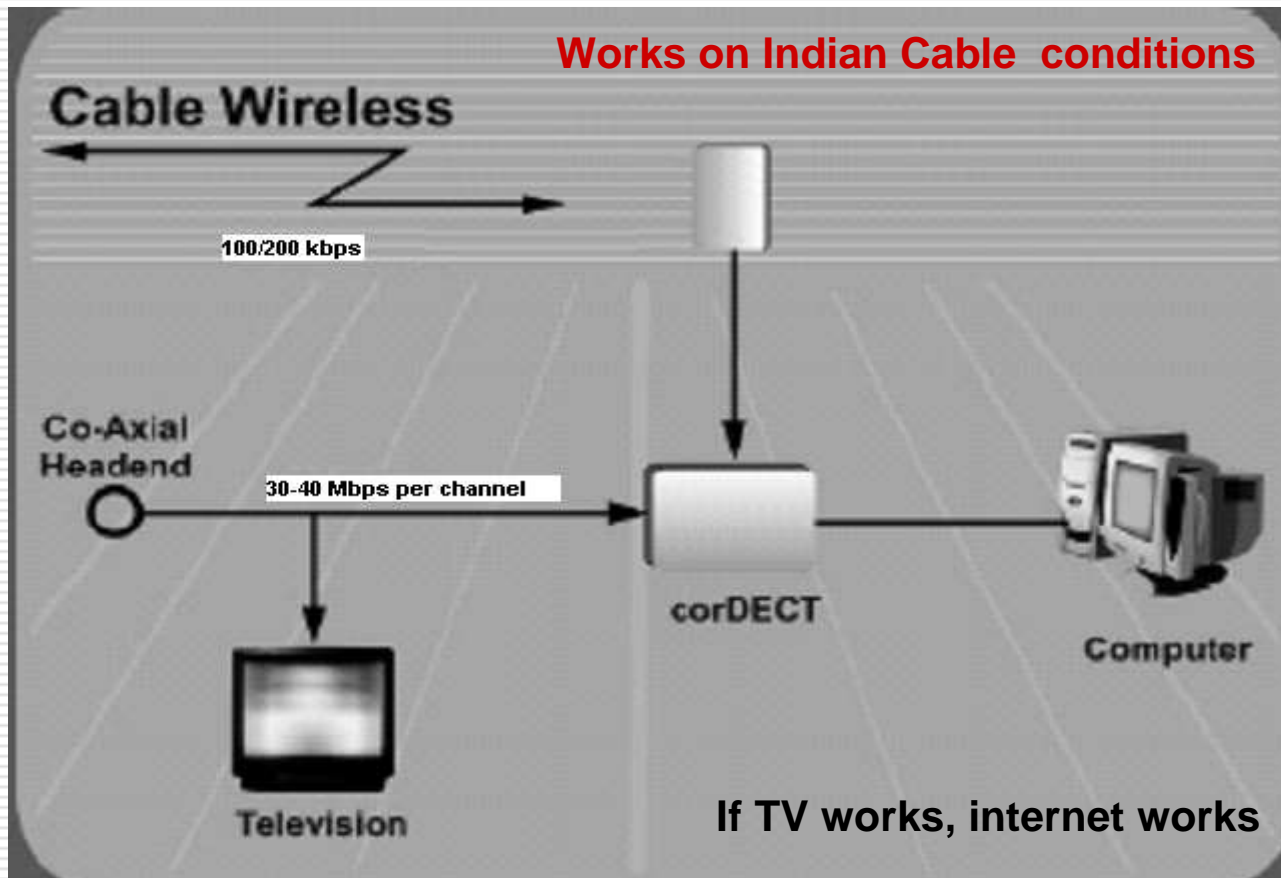 Works on Indian Cable conditions
Cable Wireless
100/200 kbps
Co-Axial
Headend
30-40 Mbps per channel
corDECT
Computer
Television
If TV works, internet works